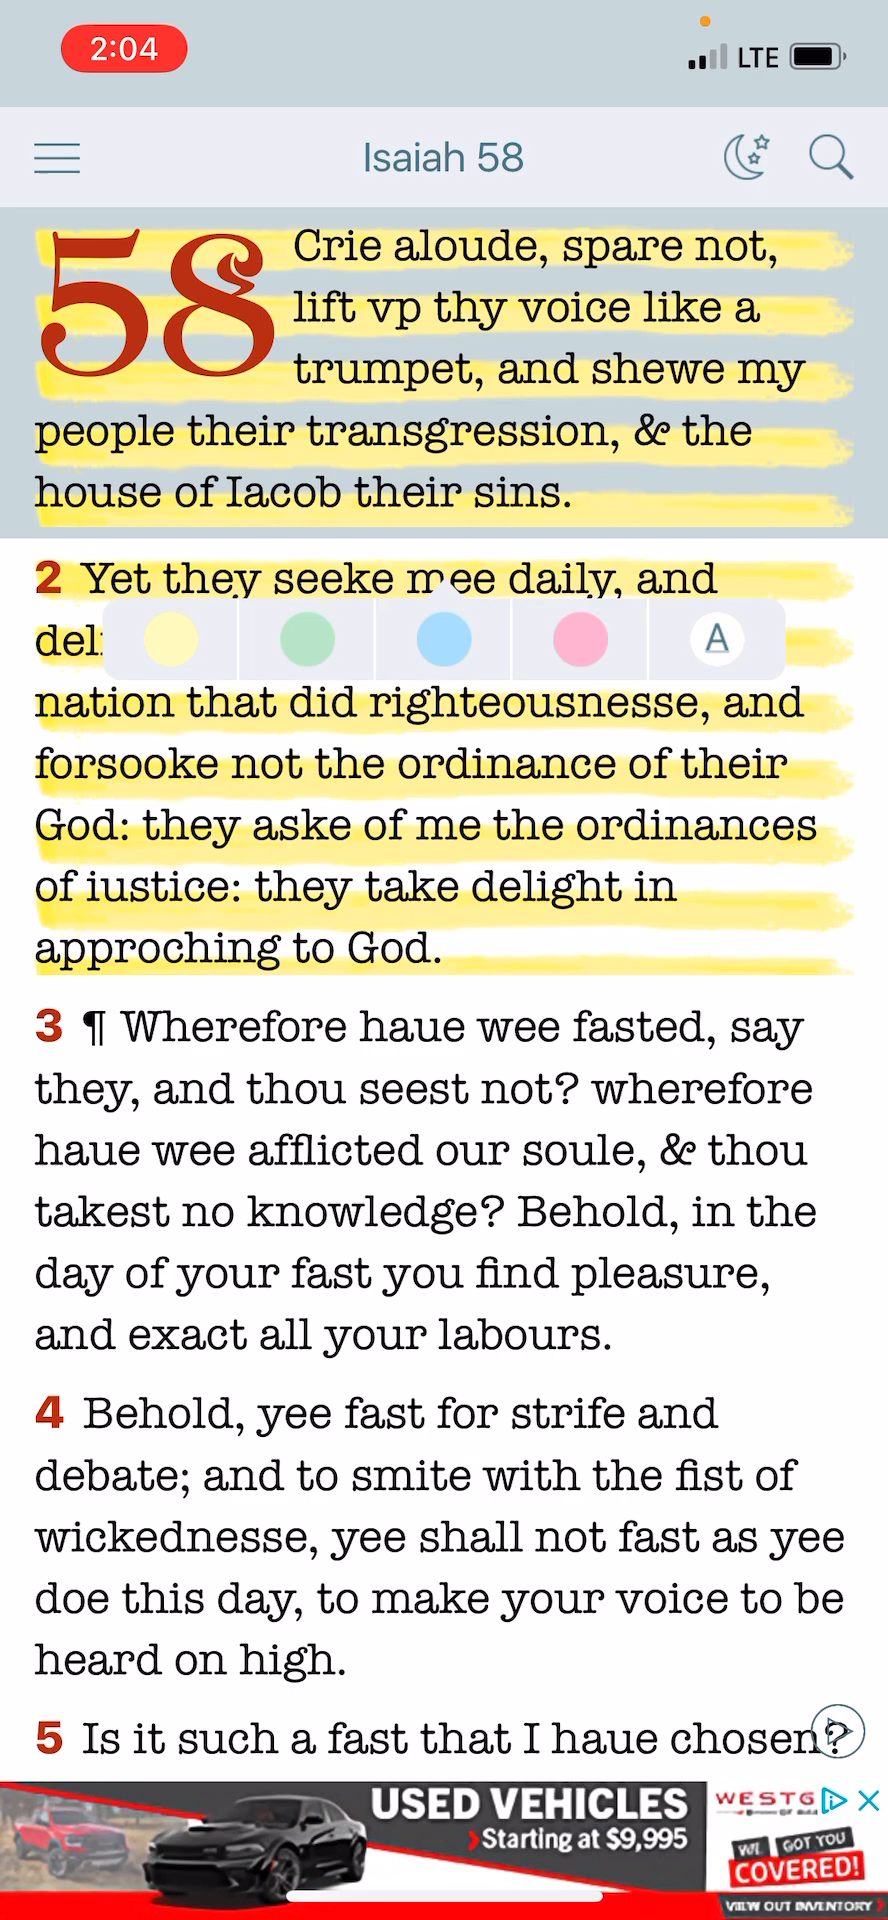 2:04
LTE
Isaiah 58
58 Crie aloude, spare not,
lift vp thy voice like a
trumpet, and shewe my
people their transgression, & the
house of Iacob their sins.
2 Yet they seeke mee daily, and
A
nation that did righteousnesse, and
forsooke not the ordinance of their
God: they aske of me the ordinances
of iustice: they take delight in
approching to God.
3 ¶ Wherefore haue wee fasted, say
they, and thou seest not? wherefore
haue wee afflicted our soule, & thou
takest no knowledge? Behold, in the
day of your fast you find pleasure,
and exact all your labours.
4 Behold, yee fast for strife and
debate; and to smite with the fist of
wickednesse, yee shall not fast as yee
doe this day, to make your voice to be
heard on high.
5 Is it such a fast that I haue chosen?
USED VEHICLES
Starting at $9,995
WESTG
WE GOT YOU
COVERED!
VIEW OUT INVENTORY